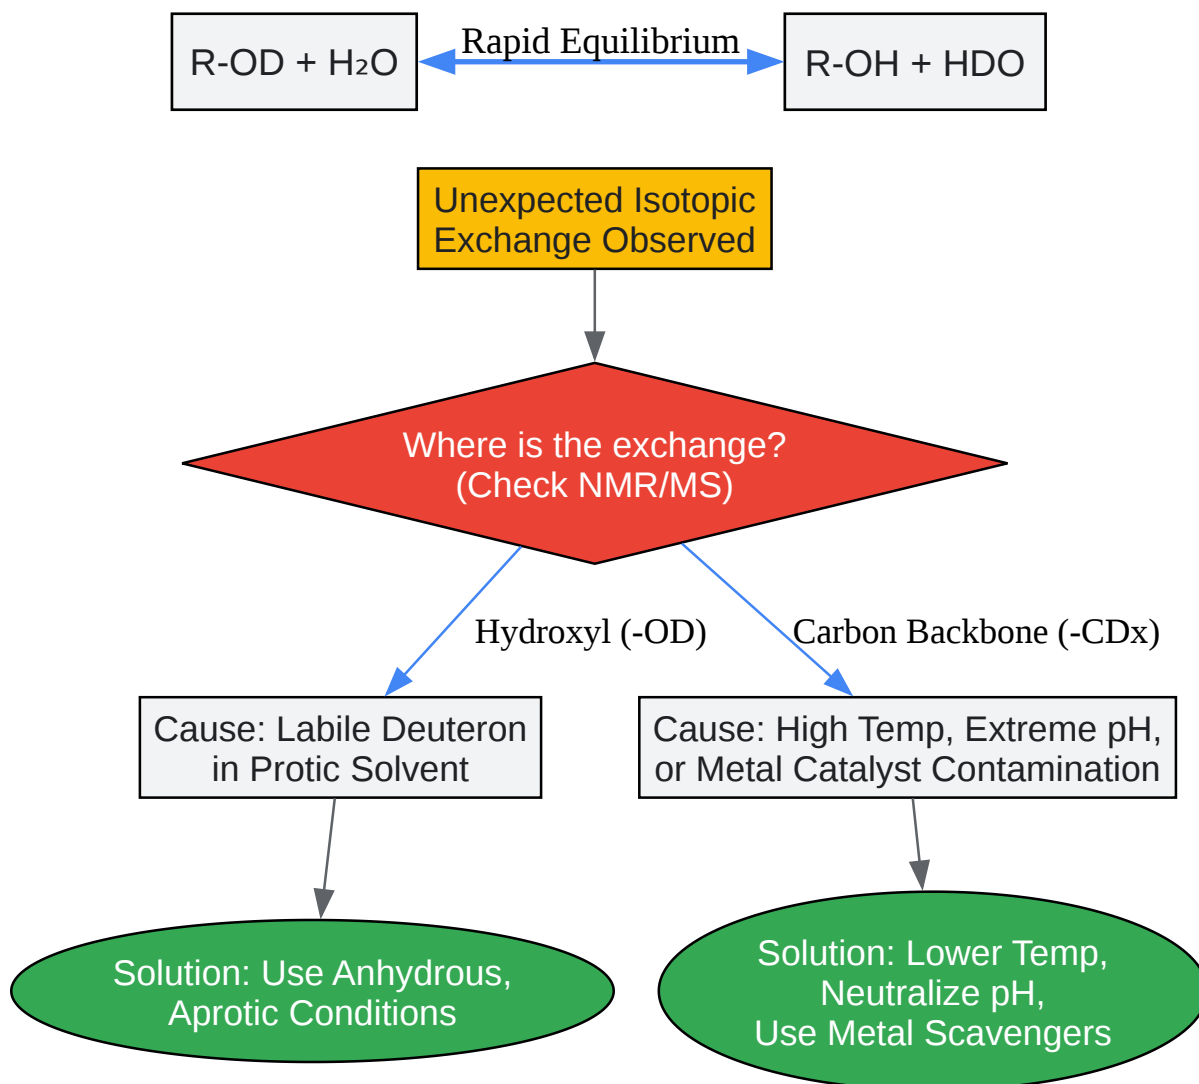 R-OD + H₂O
Rapid Equilibrium
R-OH + HDO
Unexpected Isotopic
Exchange Observed
Where is the exchange?
(Check NMR/MS)
Hydroxyl (-OD)
Carbon Backbone (-CDx)
Cause: Labile Deuteron
in Protic Solvent
Cause: High Temp, Extreme pH,
or Metal Catalyst Contamination
Solution: Use Anhydrous,
Aprotic Conditions
Solution: Lower Temp,
Neutralize pH,
Use Metal Scavengers